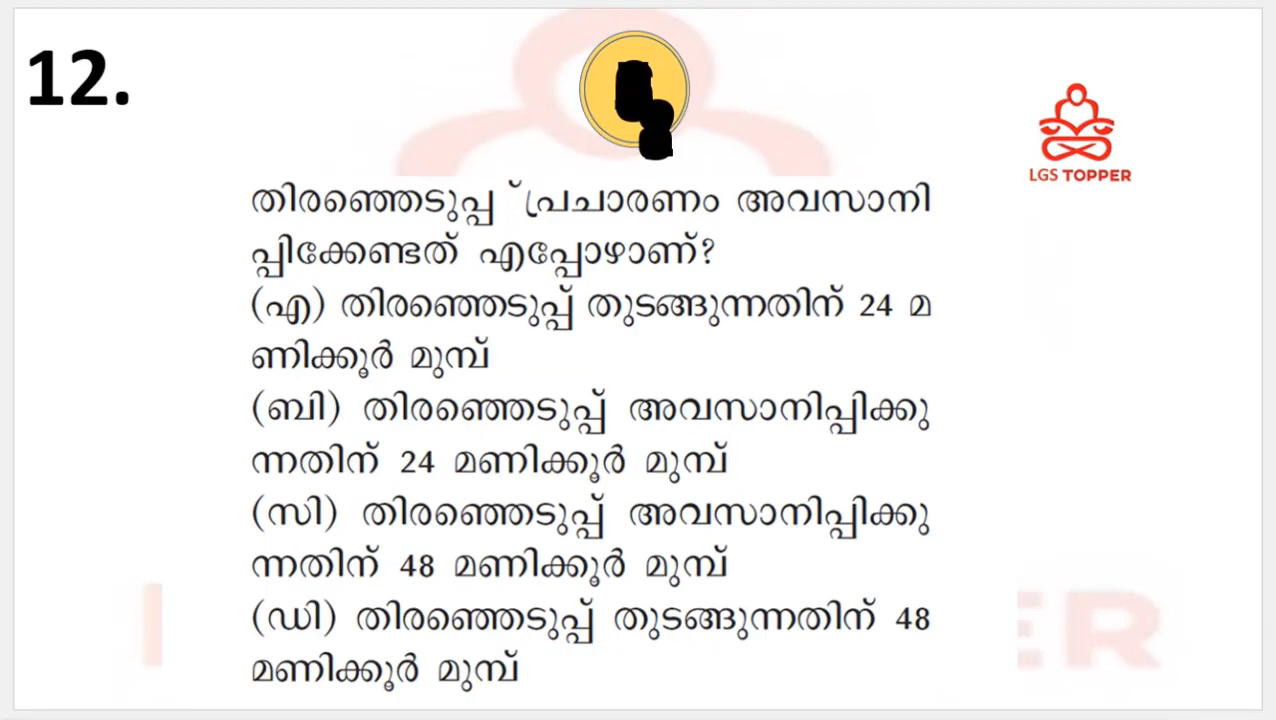 12.
LGS TOPPER
തിരഞ്ഞെടുപ്പ ് പ്രചാരണം അവസാനി
പ്പിക്കേണ്ടത് എപ്പോഴാണ്?
(എ) തിരഞ്ഞെടുപ്പ് തുടങ്ങുന്നതിന് 24 മ
ണിക്കൂർ മുമ്പ്
(ബി) തിരഞ്ഞെടുപ്പ് അവസാനിപ്പിക്കു
ന്നതിന് 24 മണിക്കൂർ മുമ്പ്
(സി) തിരഞ്ഞെടുപ്പ് അവസാനിപ്പിക്കു
ന്നതിന് 48 മണിക്കൂർ മുമ്പ്
(ഡി) തിരഞ്ഞെടുപ്പ് തുടങ്ങുന്നതിന് 48
മണിക്കൂർ മുമ്പ്